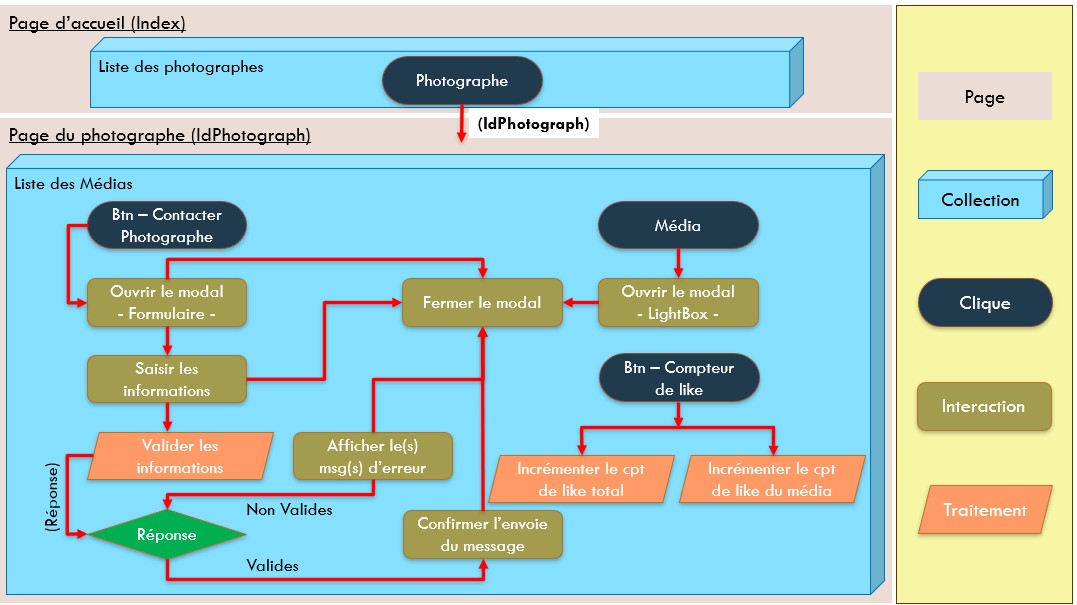 Page d'accueil (Index)
Liste des photographes
Photographe
(IdPhotograph)
Page du photographe (IdPhotograph)
Liste des Médias
Btn – Contacter
Photographe
Média
Ouvrir le modal
- Formulaire -
Fermer le modal
Ouvrir le modal
- LightBox -
Saisir les
informations
Btn – Compteur
de like
Valider les
informations
Afficher le(s)
msg(s) d'erreur
Incrémenter le cpt
de like total
Incrémenter le cpt
de like du média
(Réponse)
Non Valides
Réponse
Confirmer l'envoie
du message
Valides
Page
Collection
Clique
Interaction
Traitement